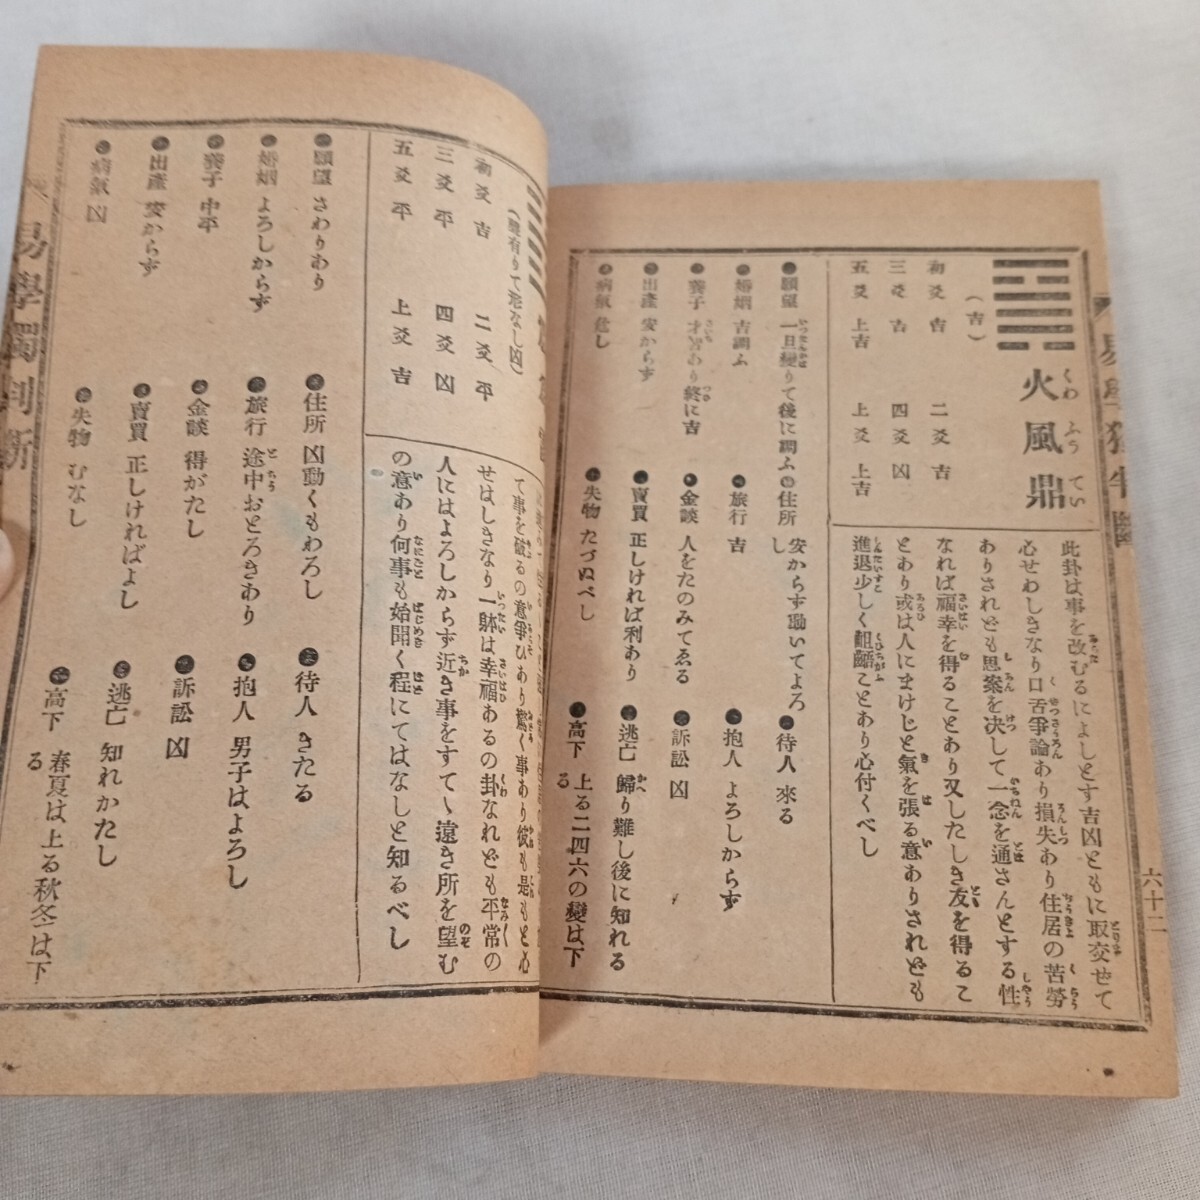 六十二
火風鼎
くわふうてい
（吉）
初爻 吉 二爻 吉
三爻 吉 四爻 凶
五爻 上吉 上爻 上吉
此卦は事を改むるによしとす吉凶ともに取交せて
心せわしきなり口舌爭論あり損失あり住居の苦勞
ありされども思案を决して一念を通さんとする性
なれば福幸を得ることあり又したしき友を得るこ
とあり或は人にまけじと氣を張る意ありされども
進退少しく齟齬ことあり心付くべし
●願望 一旦變りて後に調ふ
●婚姻 吉調ふ
●養子 才智あり終に吉
●出產 安からず
●病氣 危し
●住所 安からず動いてよろし
●旅行 吉
●金談 人をたのみてゑる
●賣買 正しければ利あり
●失物 たづぬべし
●待人 來る
●抱人 よろしからず
●訴訟 凶
●逃亡 歸り難し後に知れる
●高下 上る二四六の變は下る
（聲有りて形なし凶）
初爻 吉 二爻 平
三爻 平 四爻 凶
五爻 平 上爻 吉
て事を破るの意爭ひあり驚く事あり彼も是もと心
せはしきなり一躰は幸福あるの卦なれども平常の
人にはよろしからず近き事をすてゝ遠き所を望む
の意あり何事も始聞く程にてはなしと知るべし
●願望 さわりあり
●婚姻 よろしからず
●養子 中平
●出產 安からず
●病氣 凶
●住所 凶動くもわろし
●旅行 途中おどろきあり
●金談 得がたし
●賣買 正しければよし
●失物 むなし
●待人 きたる
●抱人 男子はよろし
●訴訟 凶
●逃亡 知れかたし
●高下 春夏は上る秋冬は下る
易學獨判斷